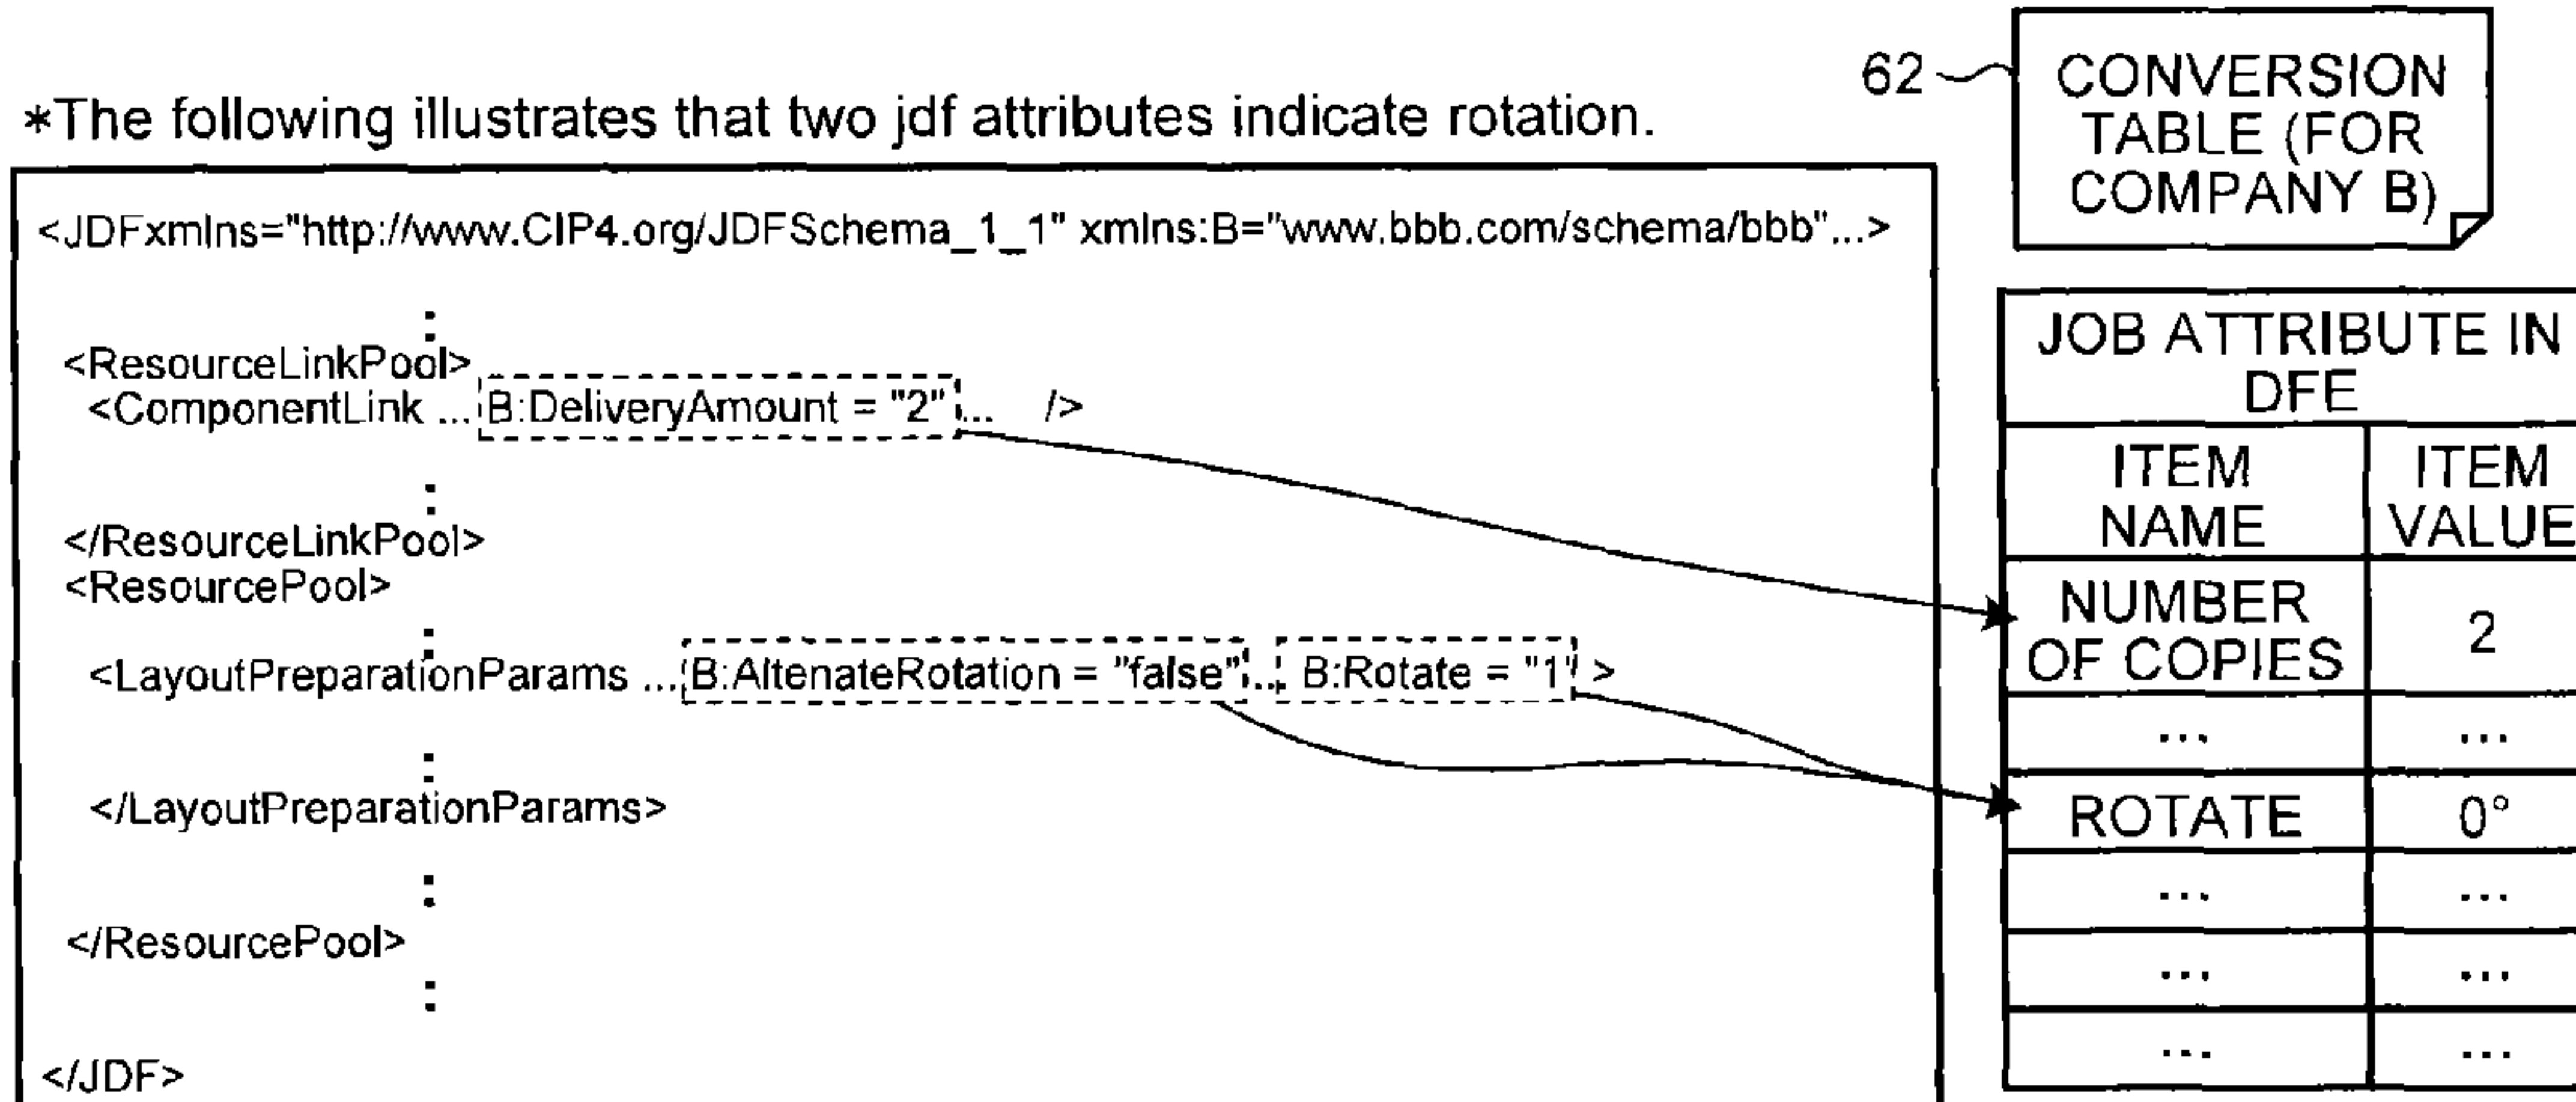 62
CONVERSION
TABLE (FOR
COMPANY B)
*The following illustrates that two jdf attributes indicate rotation.
<JDFxmlns="http://www.CIP4.org/JDFSchema_1_1" xmlns:B="www.bbb.com/schema/bbb"...>
:
<ResourceLinkPool>
<ComponentLink ... B:DeliveryAmount = "2" ... />
:
</ResourceLinkPool>
<ResourcePool>
:
<LayoutPreparationParams ... B:AltenateRotation = "false" ... B:Rotate = "1" >
:
</LayoutPreparationParams>
:
</ResourcePool>
:
</JDF>
JOB ATTRIBUTE IN
DFE
ITEM
NAME
ITEM
VALUE
NUMBER
OF COPIES
2
... ...
ROTATE 0°
... ...
... ...
... ...